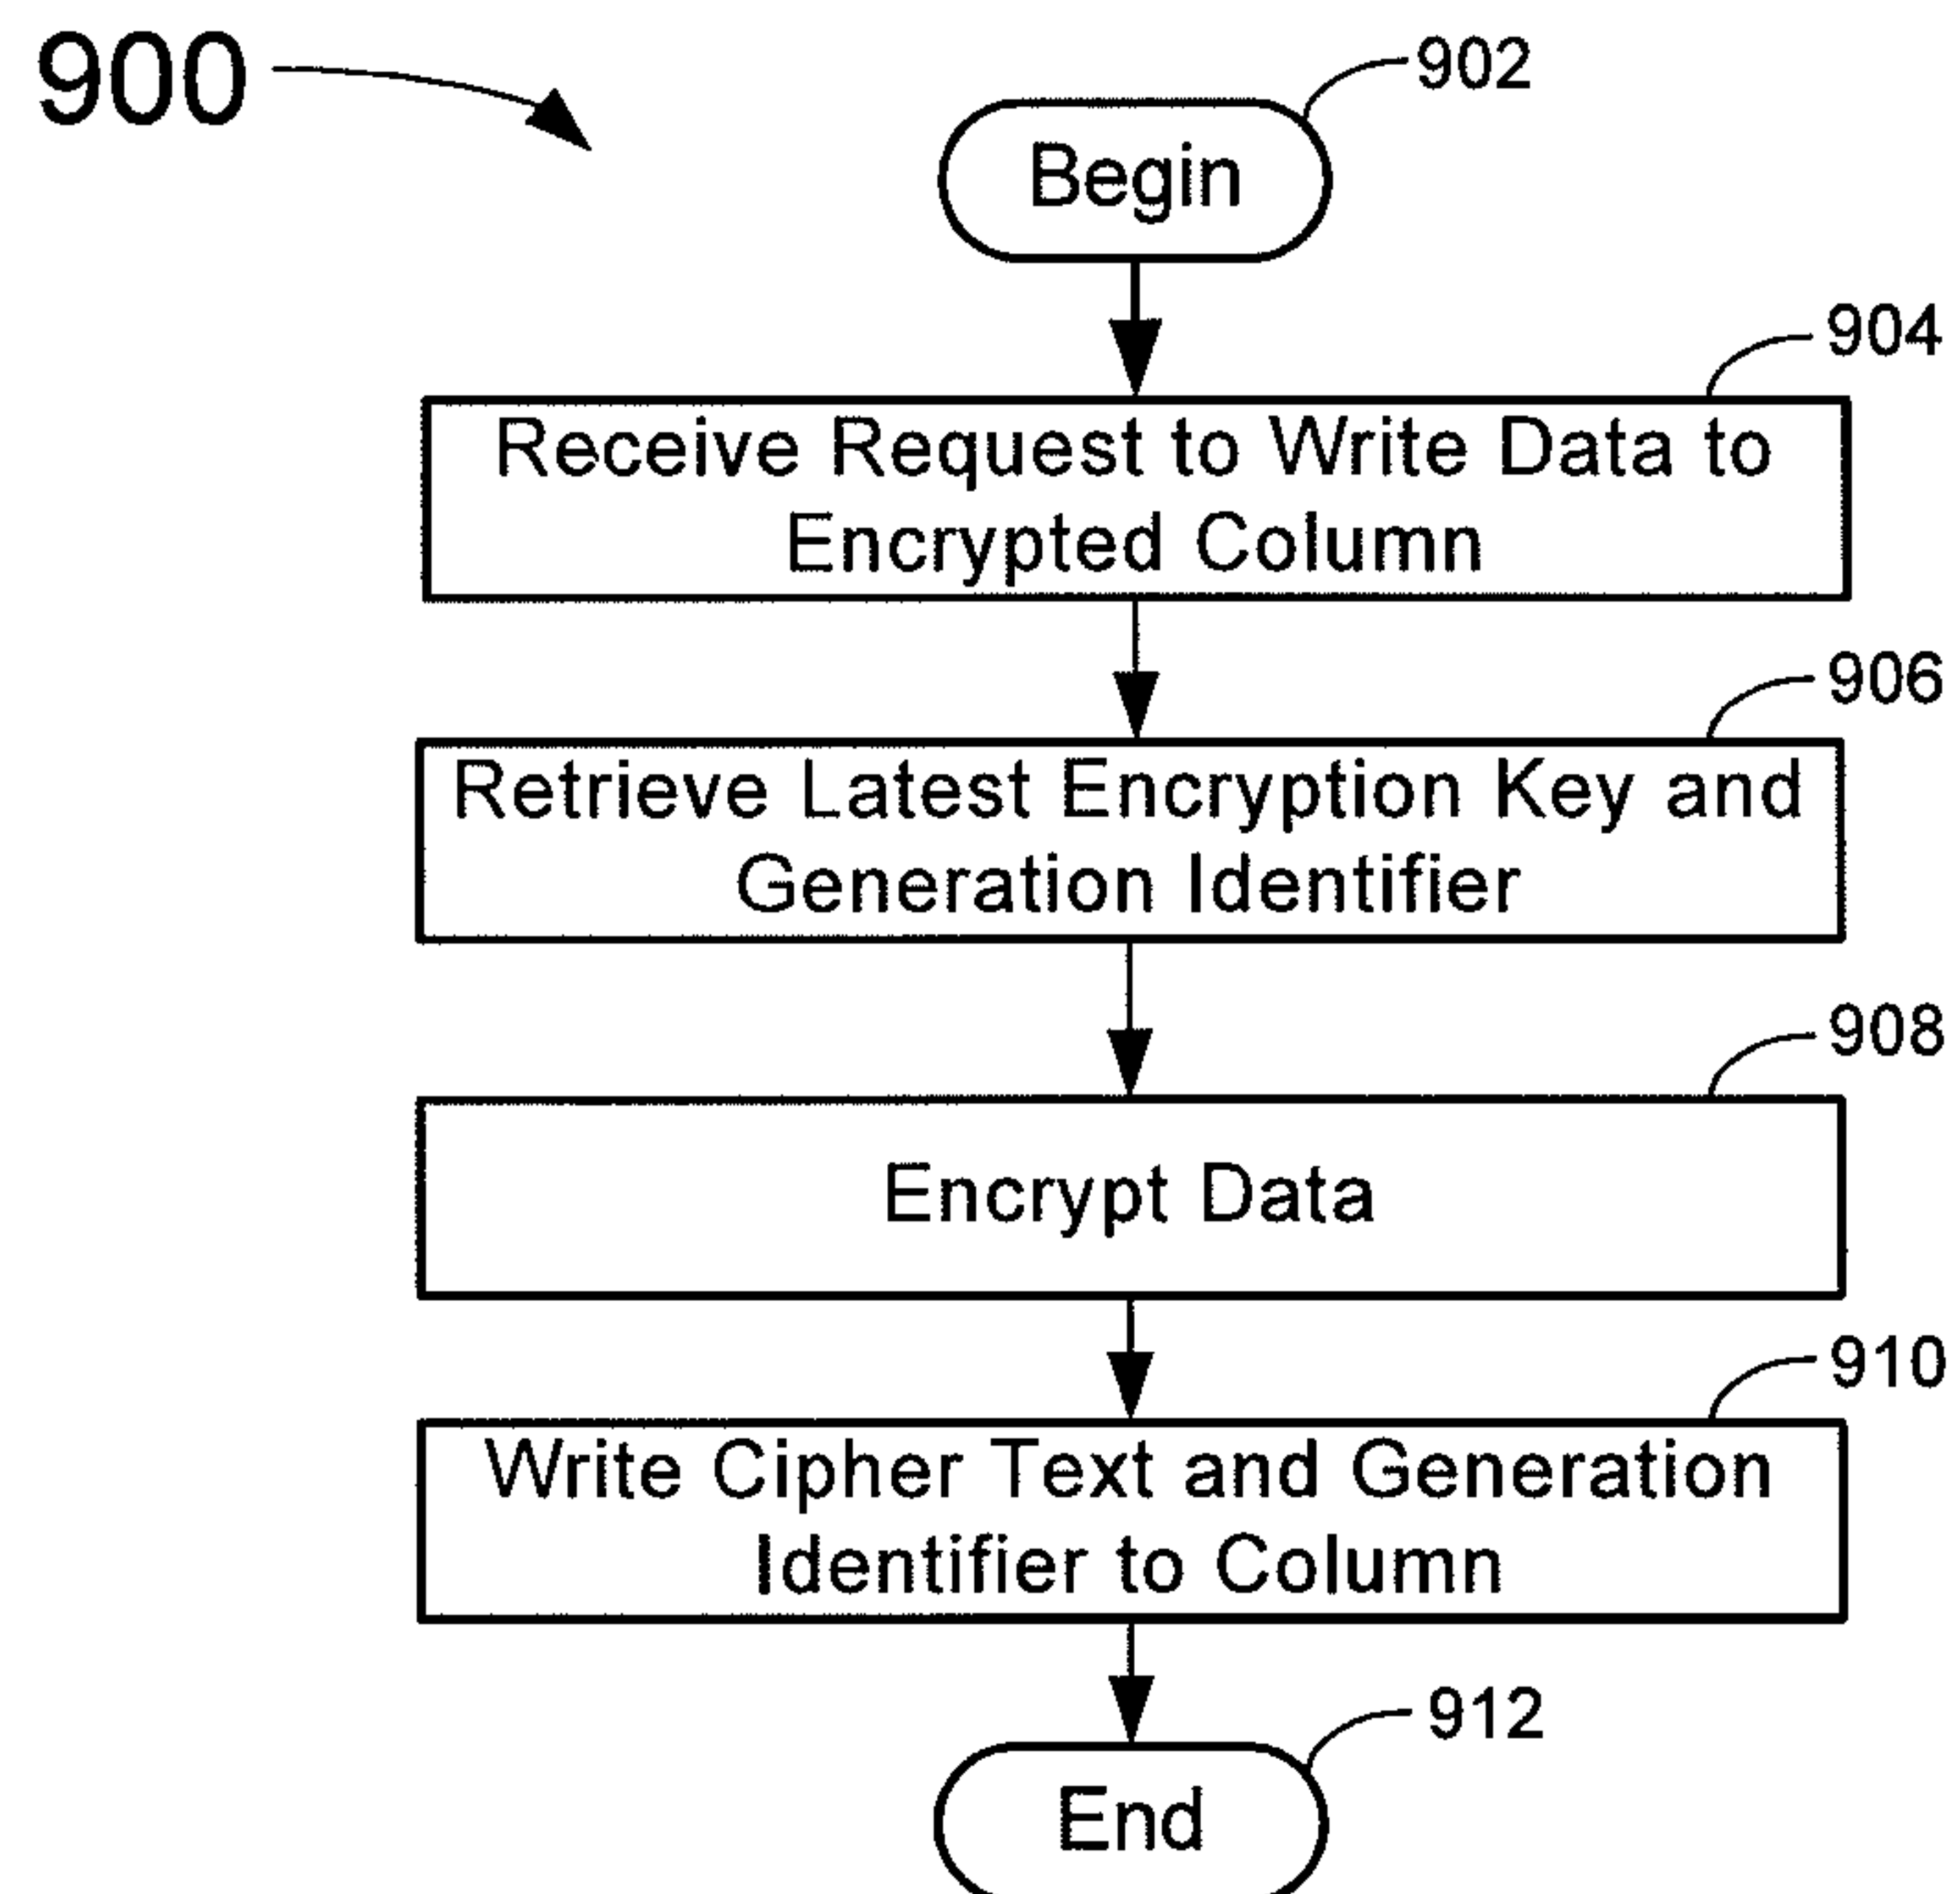 900
902
Begin
904
Receive Request to Write Data to
Encrypted Column
906
Retrieve Latest Encryption Key and
Generation Identifier
908
Encrypt Data
910
Write Cipher Text and Generation
Identifier to Column
912
End